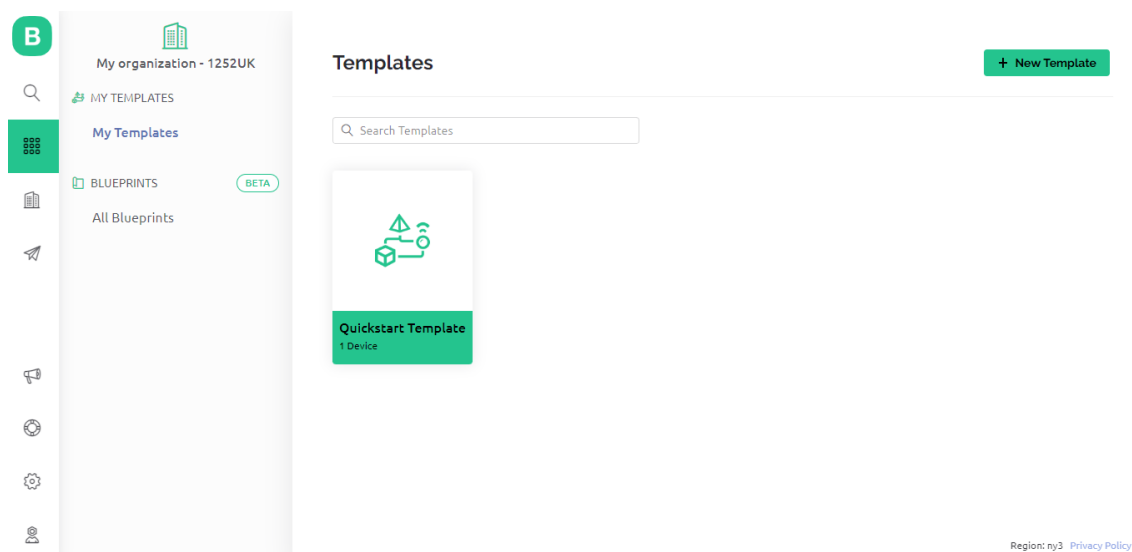 B
My organization - 1252UK
MY TEMPLATES
My Templates
BLUEPRINTS
BETA
All Blueprints
Templates
+ New Template
Search Templates
Quickstart Template
1 Device
Region: ny3 Privacy Policy